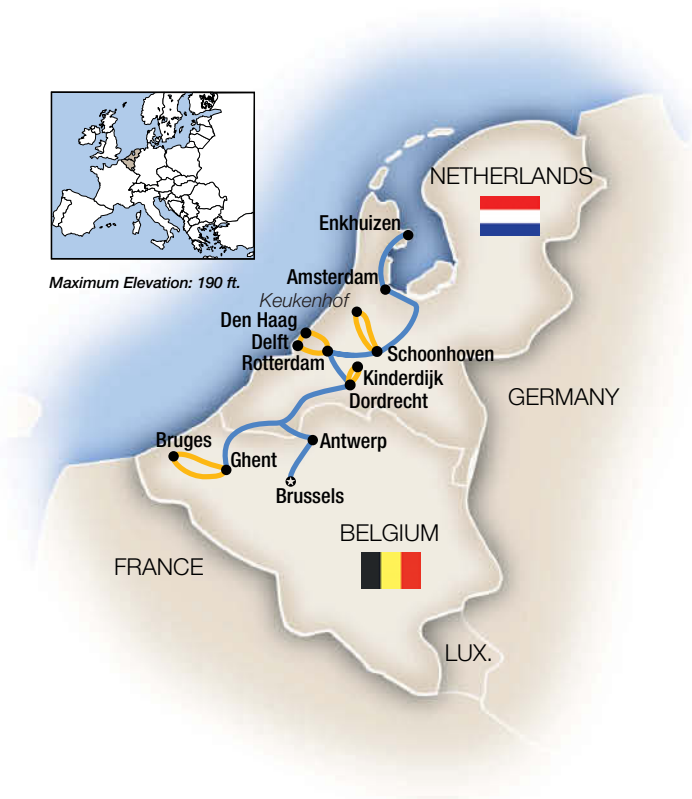 NETHERLANDS
Enkhuizen
Maximum Elevation: 190 ft.
Amsterdam
Keukenhof
Den Haag
Delft
Rotterdam
Schoonhoven
Kinderdijk
Dordrecht
GERMANY
Bruges
Antwerp
Ghent
Brussels
BELGIUM
FRANCE
LUX.